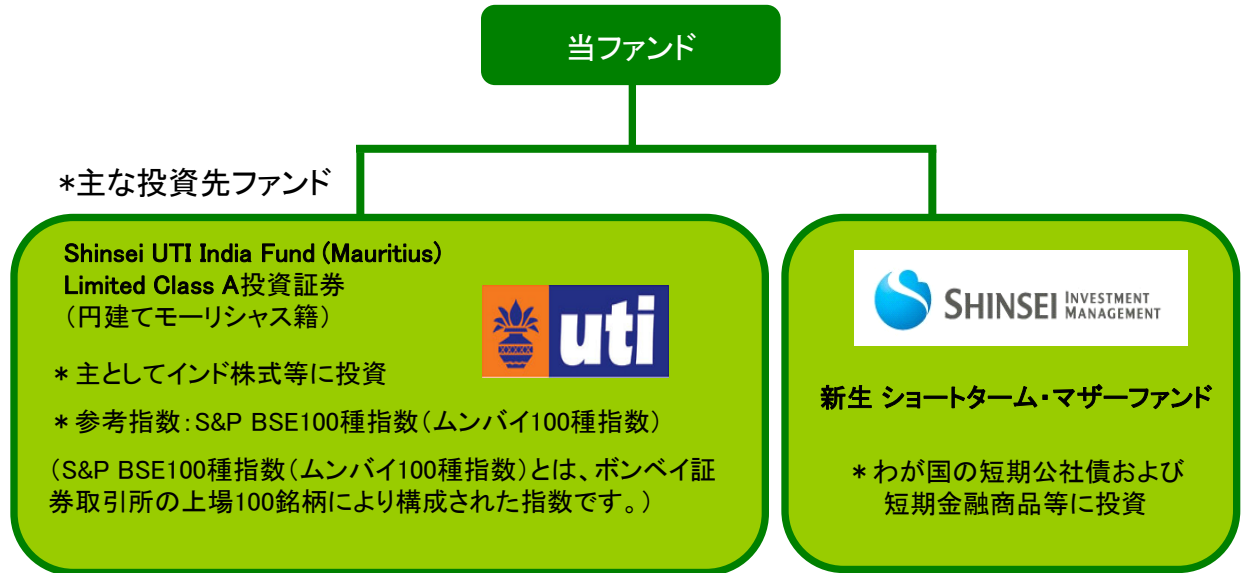 当ファンド
*主な投資先ファンド
Shinsei UTI India Fund (Mauritius)
Limited Class A投資証券
（円建てモーリシャス籍）
uti
* 主としてインド株式等に投資
* 参考指数：S&P BSE100種指数（ムンバイ100種指数）
（S&P BSE100種指数（ムンバイ100種指数）とは、ボンベイ証
券取引所の上場100銘柄により構成された指数です。）
SHINSEI INVESTMENT
MANAGEMENT
新生 ショートターム・マザーファンド
* わが国の短期公社債および
短期金融商品等に投資